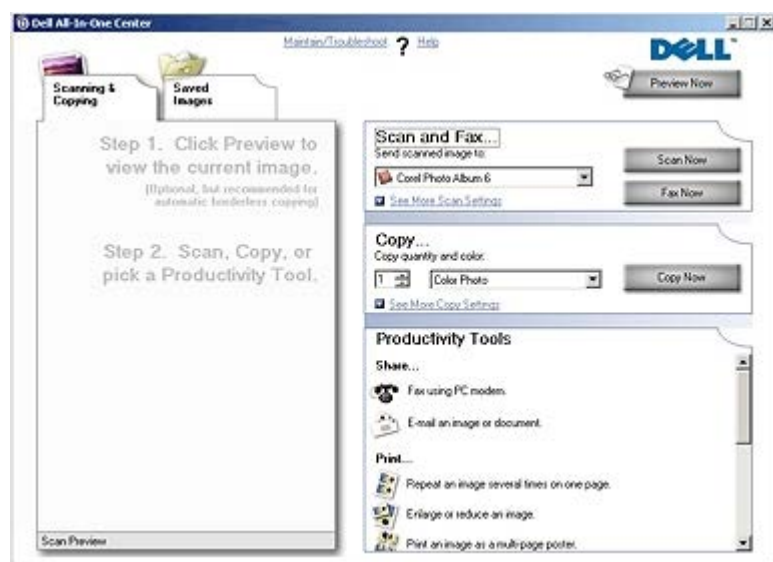 Dell All-In-One Center
Maintain/Troubleshoot ? Help
DELL
Preview Now
Scanning &
Copying
Saved
Images
Step 1. Click Preview to
view the current image.
(Optional, but recommended for
automatic borderless copying)
Step 2. Scan, Copy, or
pick a Productivity Tool.
Scan Preview
Scan and Fax...
Send scanned image to:
Corel Photo Album 6
See More Scan Settings
Scan Now
Fax Now
Copy...
Copy quantity and color.
1
Color Photo
See More Copy Settings
Copy Now
Productivity Tools
Share...
Fax using PC modem.
E-mail an image or document.
Print...
Repeat an image several times on one page.
Enlarge or reduce an image.
Print an image as a multi-page poster.